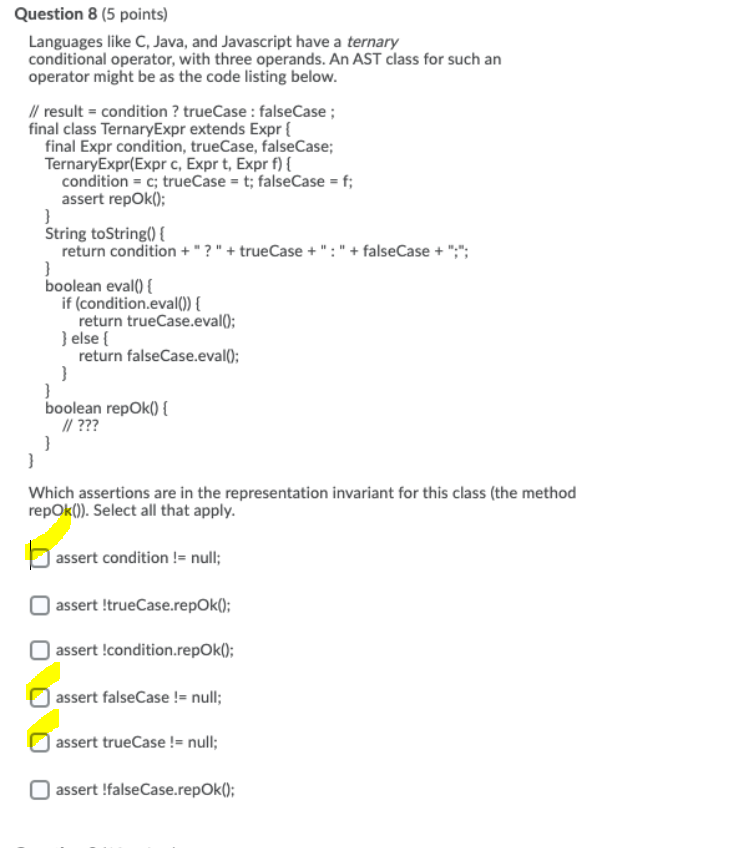 Question 8 (5 points)
Languages like C, Java, and Javascript have a ternary
conditional operator, with three operands. An AST class for such an
operator might be as the code listing below.
// result = condition ? trueCase : falseCase ;
final class TernaryExpr extends Expr {
final Expr condition, trueCase, falseCase;
TernaryExpr(Expr c, Expr t, Expr f) {
condition = c; trueCase = t; falseCase = f;
assert repOk();
}
String toString() {
return condition + " ? " + trueCase + " : " + falseCase + ";";
}
boolean eval() {
if (condition.eval()) {
return trueCase.eval();
} else {
return falseCase.eval();
}
}
boolean repOk() {
// ???
}
}
Which assertions are in the representation invariant for this class (the method
repOk()). Select all that apply.
assert condition != null;
assert !trueCase.repOk();
assert !condition.repOk();
assert falseCase != null;
assert trueCase != null;
assert !falseCase.repOk();